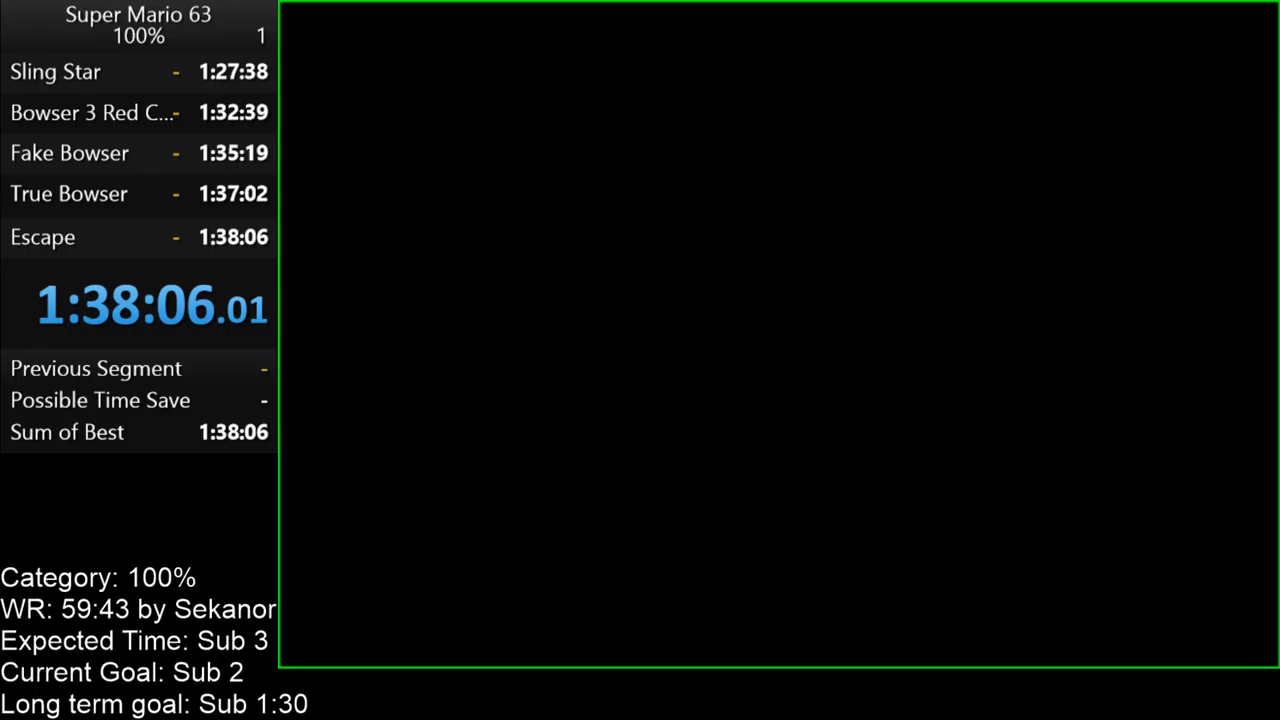 Super Mario 63
100% 1
Sling Star - 1:27:38
Bowser 3 Red C... - 1:32:39
Fake Bowser - 1:35:19
True Bowser - 1:37:02
Escape - 1:38:06
1:38:06.01
Previous Segment -
Possible Time Save -
Sum of Best 1:38:06
Category: 100%
WR: 59:43 by Sekanor
Expected Time: Sub 3
Current Goal: Sub 2
Long term goal: Sub 1:30